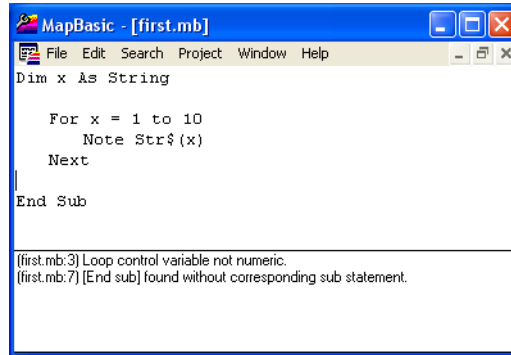 MapBasic - [first.mb]
File Edit Search Project Window Help
Dim x As String
For x = 1 to 10
Note Str$(x)
Next
End Sub
(first.mb:3) Loop control variable not numeric.
(first.mb:7) [End sub] found without corresponding sub statement.